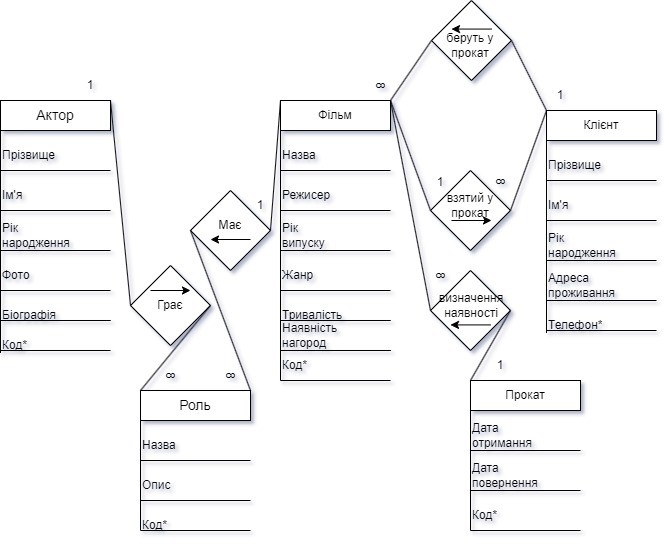 беруть у
прокат
1
∞
1
Актор
Прізвище
Ім'я
Рік
народження
Фото
Біографія
Код*
Грає
Має
1
Фільм
Назва
Режисер
Рік
випуску
Жанр
Тривалість
Наявність
нагород
Код*
1
∞
взятий у
прокат
∞
визначення
наявності
1
Клієнт
Прізвище
Ім'я
Рік
народження
Адреса
проживання
Телефон*
∞
∞
Роль
Назва
Опис
Код*
Прокат
Дата
отримання
Дата
повернення
Код*